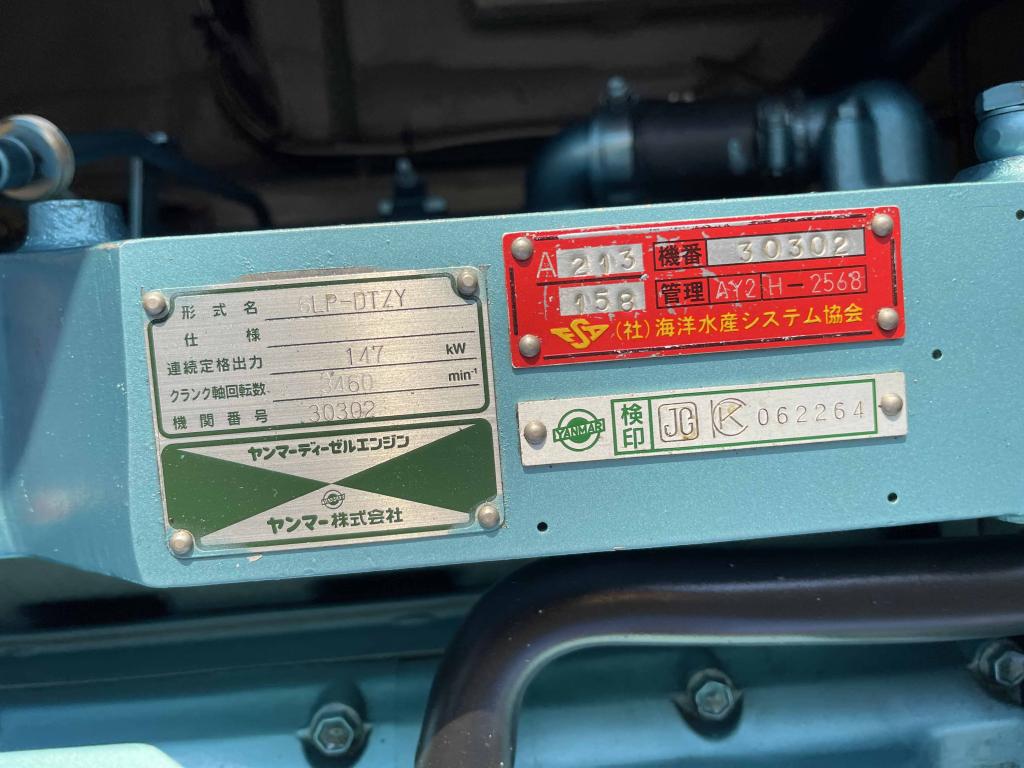 形式名 6LP-DTZY
仕様
連続定格出力 147 kW
クランク軸回転数 3460 min⁻¹
機関番号 30302
ヤンマーディーゼルエンジン
ヤンマー株式会社
A 213 機番 30302
158 管理 AY2 H-2568
(社)海洋水産システム協会
YANMAR 検印 JG 062264